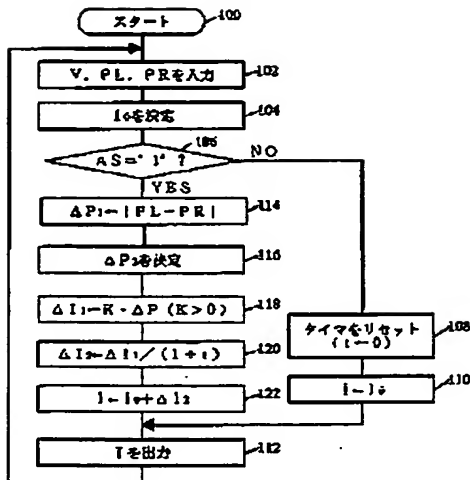 スタート
100
V, PL, PRを入力
102
I₀を決定
104
AS="1" ?
106
NO
YES
ΔP₁←|PL-PR|
114
ΔP₂を決定
116
ΔI₁←K・ΔP (K>0)
118
ΔI₂←ΔI₁/(1+t)
120
I←I₀+ΔI₂
122
タイマをリセット
(t←0)
108
I←I₀
110
Iを出力
112